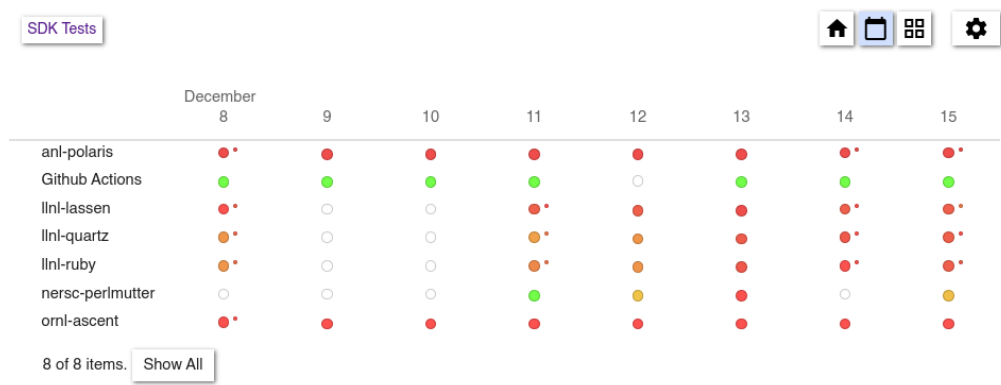 SDK Tests
December
8 9 10 11 12 13 14 15
anl-polaris
Github Actions
llnl-lassen
llnl-quartz
llnl-ruby
nersc-perlmutter
ornl-ascent
8 of 8 items. Show All